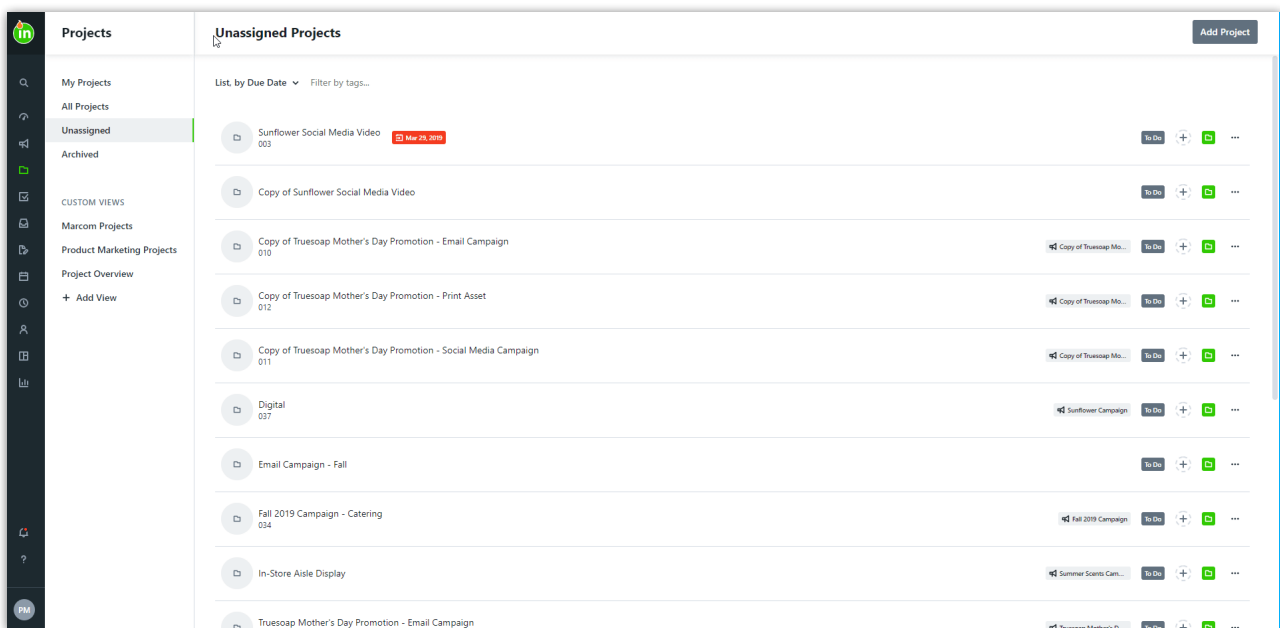 in
Projects
Unassigned Projects
Add Project
My Projects
All Projects
Unassigned
Archived
CUSTOM VIEWS
Marcom Projects
Product Marketing Projects
Project Overview
+ Add View
?
PM
List, by Due Date
Filter by tags...
Sunflower Social Media Video
Mar 29, 2019
003
To Do
Copy of Sunflower Social Media Video
To Do
Copy of Truesoap Mother's Day Promotion - Email Campaign
010
Copy of Truesoap Mo...
To Do
Copy of Truesoap Mother's Day Promotion - Print Asset
012
Copy of Truesoap Mo...
To Do
Copy of Truesoap Mother's Day Promotion - Social Media Campaign
011
Copy of Truesoap Mo...
To Do
Digital
037
Sunflower Campaign
To Do
Email Campaign - Fall
To Do
Fall 2019 Campaign - Catering
034
Fall 2019 Campaign
To Do
In-Store Aisle Display
Summer Scents Cam...
To Do
Truesoap Mother's Day Promotion - Email Campaign